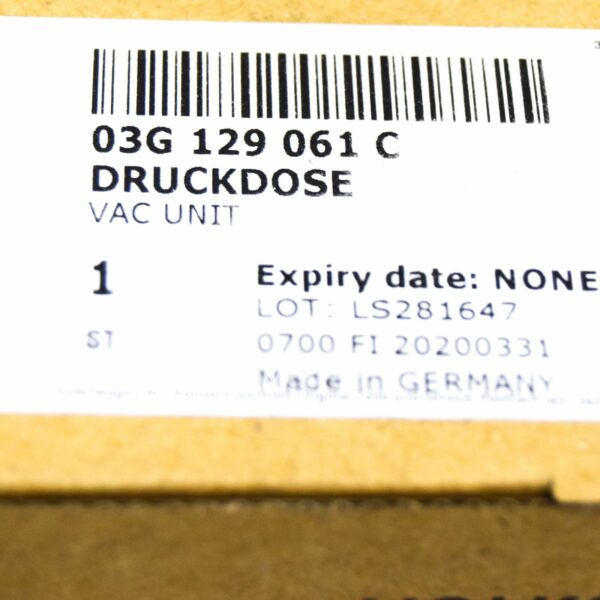 03G 129 061 C
DRUCKDOSE
VAC UNIT
1
Expiry date: NONE
LOT: LS281647
ST
0700 FI 20200331
Made in GERMANY